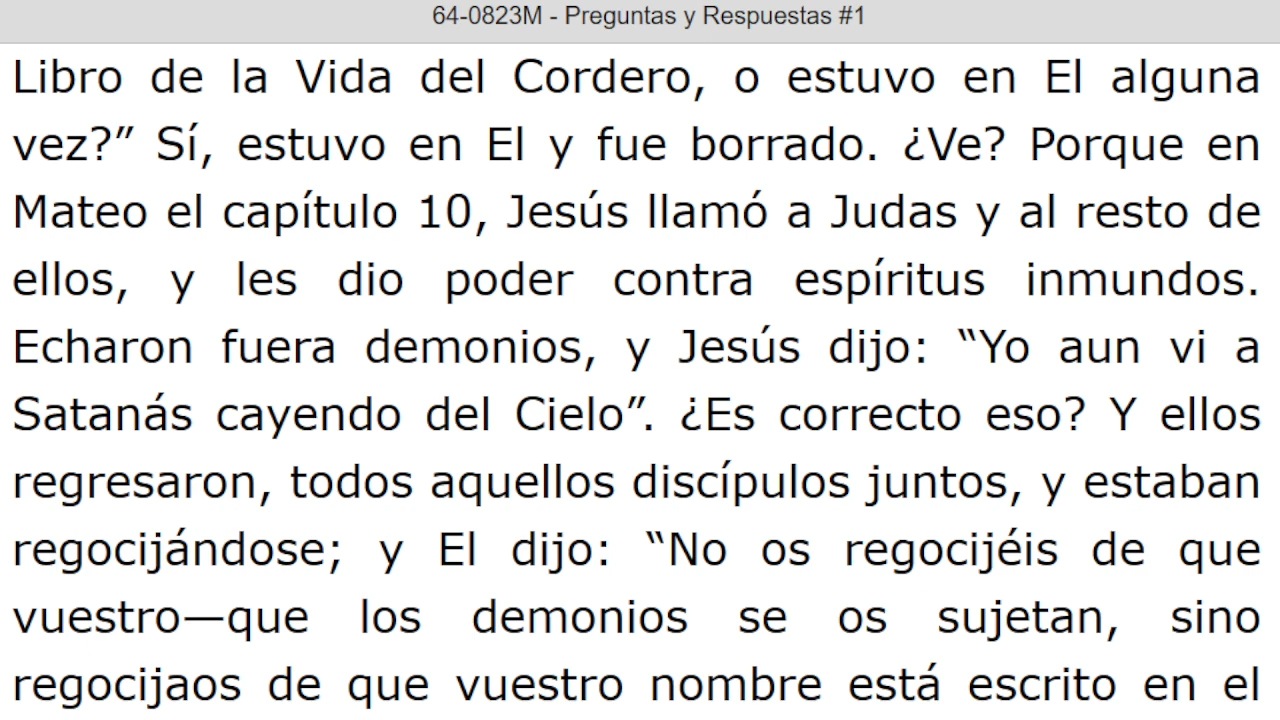 64-0823M - Preguntas y Respuestas #1
Libro de la Vida del Cordero, o estuvo en El alguna
vez?” Sí, estuvo en El y fue borrado. ¿Ve? Porque en
Mateo el capítulo 10, Jesús llamó a Judas y al resto de
ellos, y les dio poder contra espíritus inmundos.
Echaron fuera demonios, y Jesús dijo: “Yo aun vi a
Satanás cayendo del Cielo”. ¿Es correcto eso? Y ellos
regresaron, todos aquellos discípulos juntos, y estaban
regocijándose; y El dijo: “No os regocijéis de que
vuestro—que los demonios se os sujetan, sino
regocijaos de que vuestro nombre está escrito en el